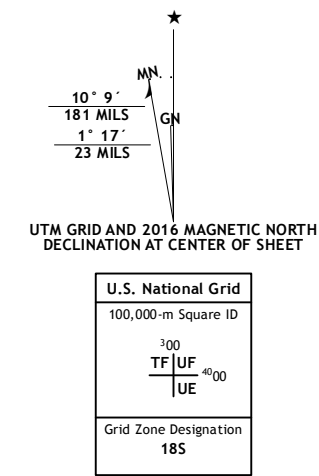 ★
MN
10° 9´
181 MILS
GN
1° 17´
23 MILS
UTM GRID AND 2016 MAGNETIC NORTH
DECLINATION AT CENTER OF SHEET
U.S. National Grid
100,000-m Square ID
³00
TF UF
⁴⁰00
UE
Grid Zone Designation
18S